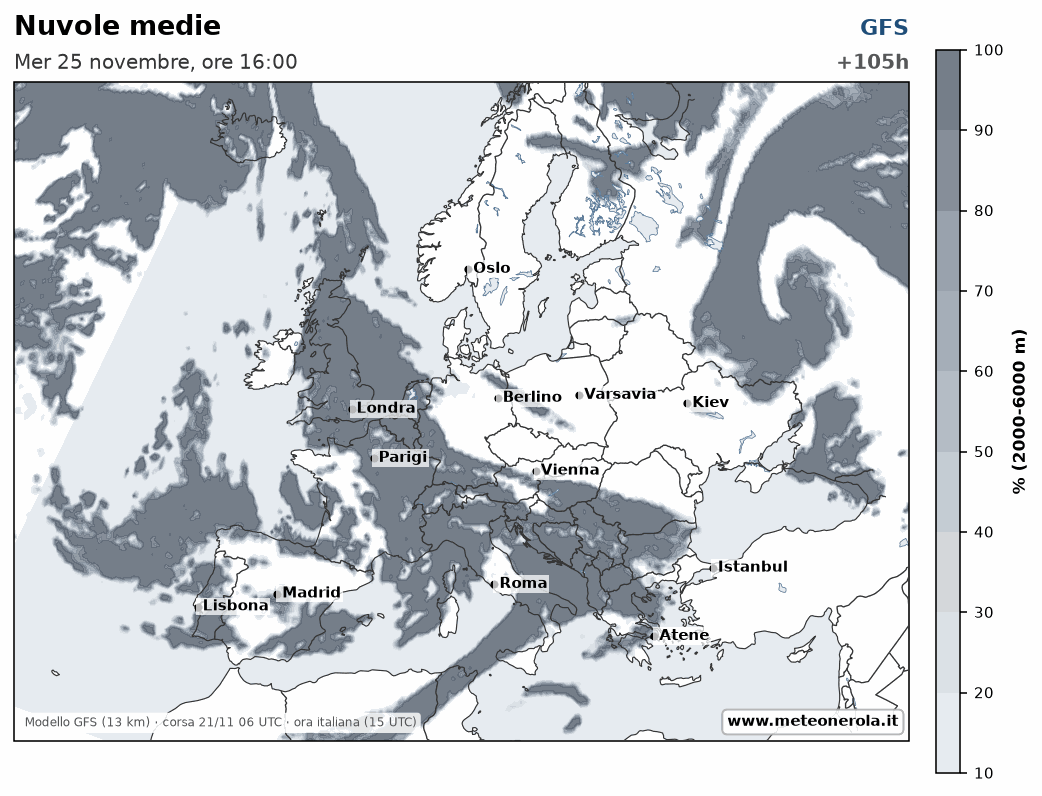 Nuvole medie
GFS
Mer 25 novembre, ore 16:00
+105h
100
90
80
70
60
50
40
30
20
10
% (2000-6000 m)
Oslo
Berlino
Varsavia
Kiev
Londra
Parigi
Vienna
Istanbul
Roma
Madrid
Lisbona
Atene
Modello GFS (13 km) · corsa 21/11 06 UTC · ora italiana (15 UTC)
www.meteonerola.it